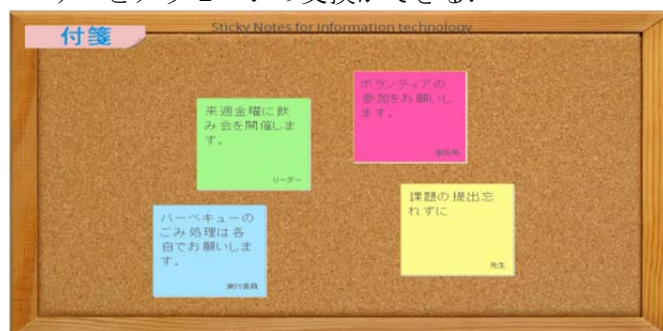 付箋
Sticky Notes for information technology
来週金曜に飲
み会を開催しま
す。
リーダー
ボランティアの
参加をお願いし
ます。
事務局
バーベキューの
ごみ処理は各
自でお願いしま
す。
実行委員
課題の提出忘
れずに
先生